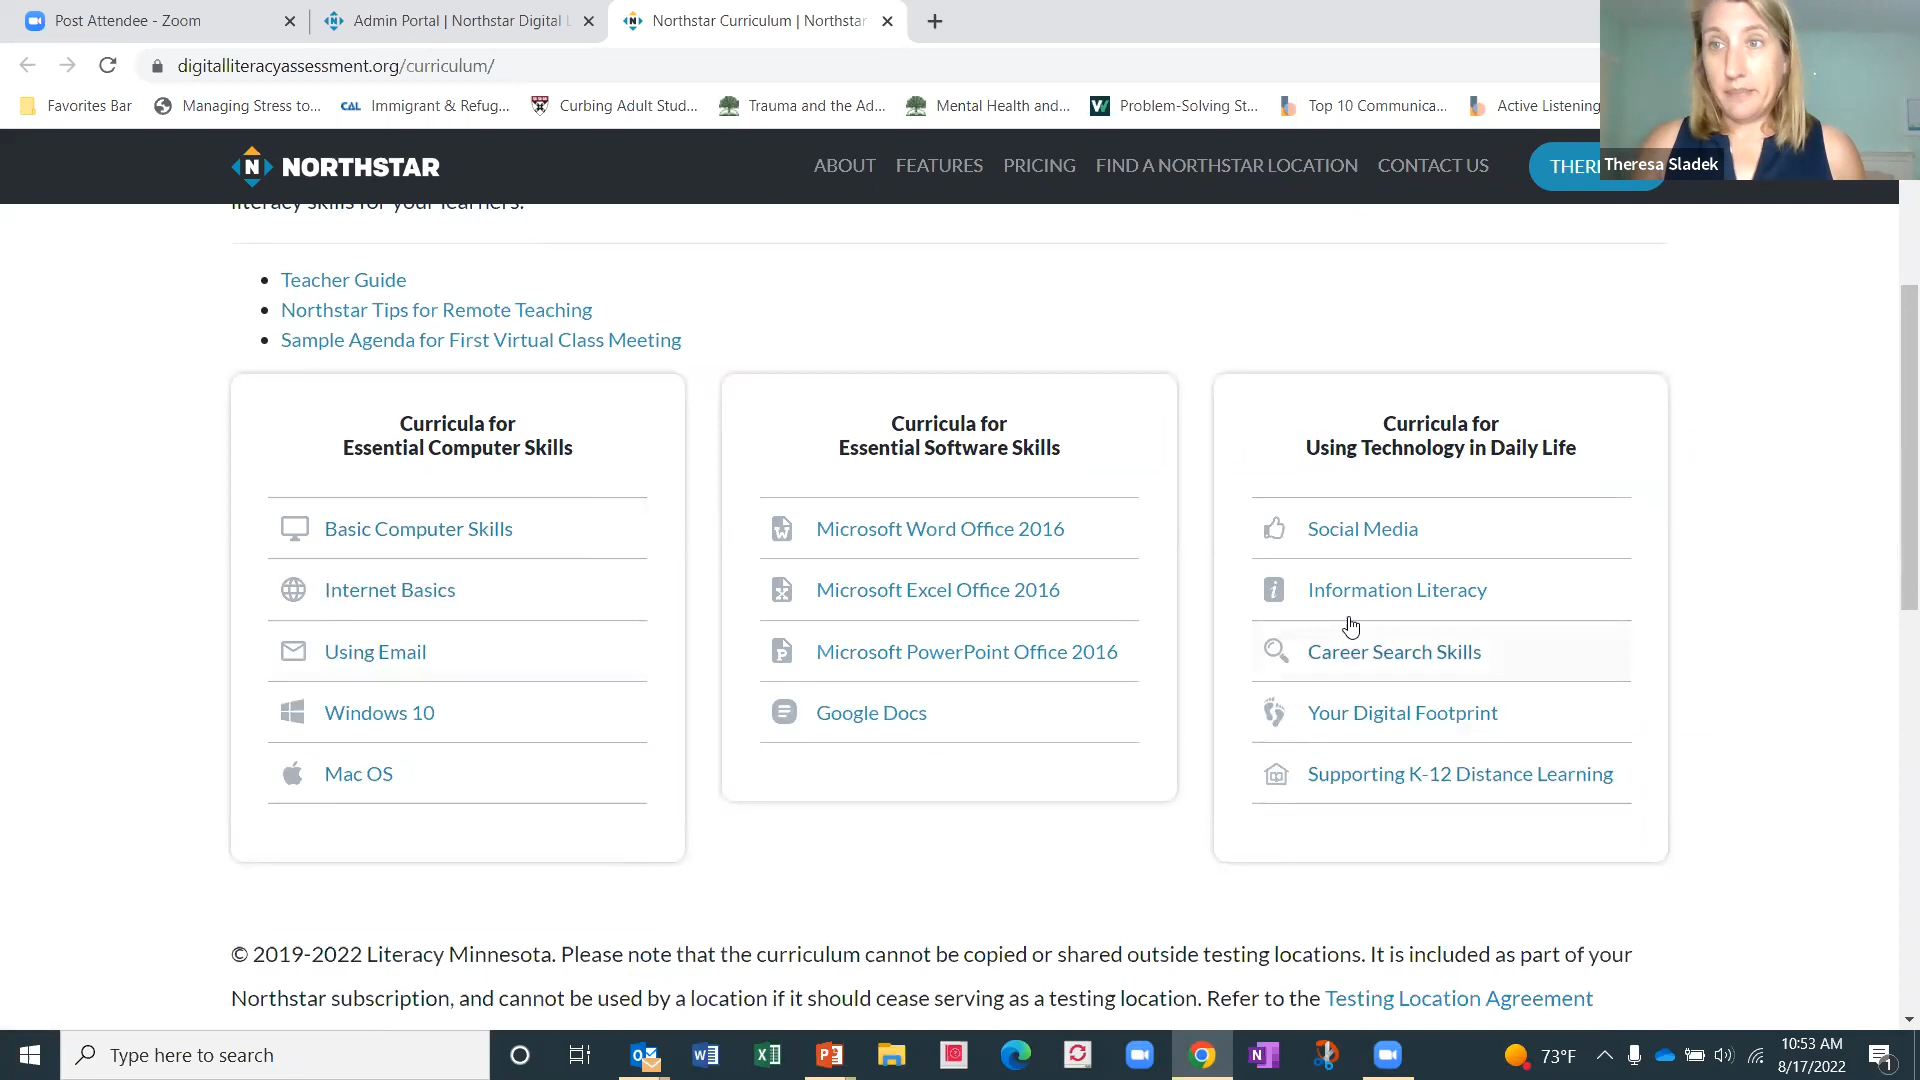 Post Attendee - Zoom
Admin Portal | Northstar Digital L
Northstar Curriculum | Northstar
digitalliteracyassessment.org/curriculum/
Favorites Bar
Managing Stress to...
CAL Immigrant & Refug...
Curbing Adult Stud...
Trauma and the Ad...
Mental Health and...
Problem-Solving St...
Top 10 Communica...
Active Listening
N NORTHSTAR
ABOUT
FEATURES
PRICING
FIND A NORTHSTAR LOCATION
CONTACT US
THER
Theresa Sladek
literacy skills for your learners.
• Teacher Guide
• Northstar Tips for Remote Teaching
• Sample Agenda for First Virtual Class Meeting
Curricula for
Essential Computer Skills
Basic Computer Skills
Internet Basics
Using Email
Windows 10
Mac OS
Curricula for
Essential Software Skills
Microsoft Word Office 2016
Microsoft Excel Office 2016
Microsoft PowerPoint Office 2016
Google Docs
Curricula for
Using Technology in Daily Life
Social Media
Information Literacy
Career Search Skills
Your Digital Footprint
Supporting K-12 Distance Learning
© 2019-2022 Literacy Minnesota. Please note that the curriculum cannot be copied or shared outside testing locations. It is included as part of your
Northstar subscription, and cannot be used by a location if it should cease serving as a testing location. Refer to the Testing Location Agreement
Type here to search
73°F
10:53 AM
8/17/2022
1